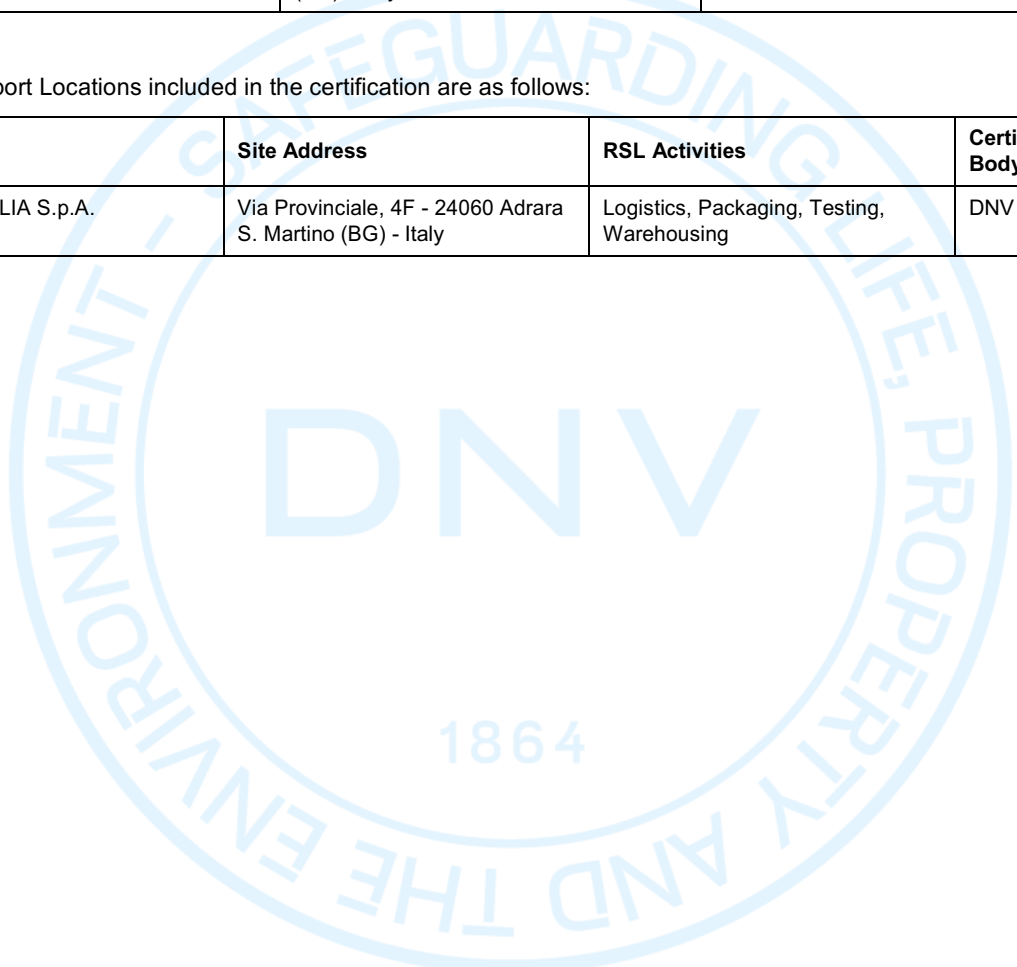 port Locations included in the certification are as follows:
Site Address RSL Activities Certi
Body
LIA S.p.A. Via Provinciale, 4F - 24060 Adrara Logistics, Packaging, Testing, DNV
S. Martino (BG) - Italy Warehousing
SAFEGUARDING LIFE, PROPERTY AND THE ENVIRONMENT -
DNV
1864